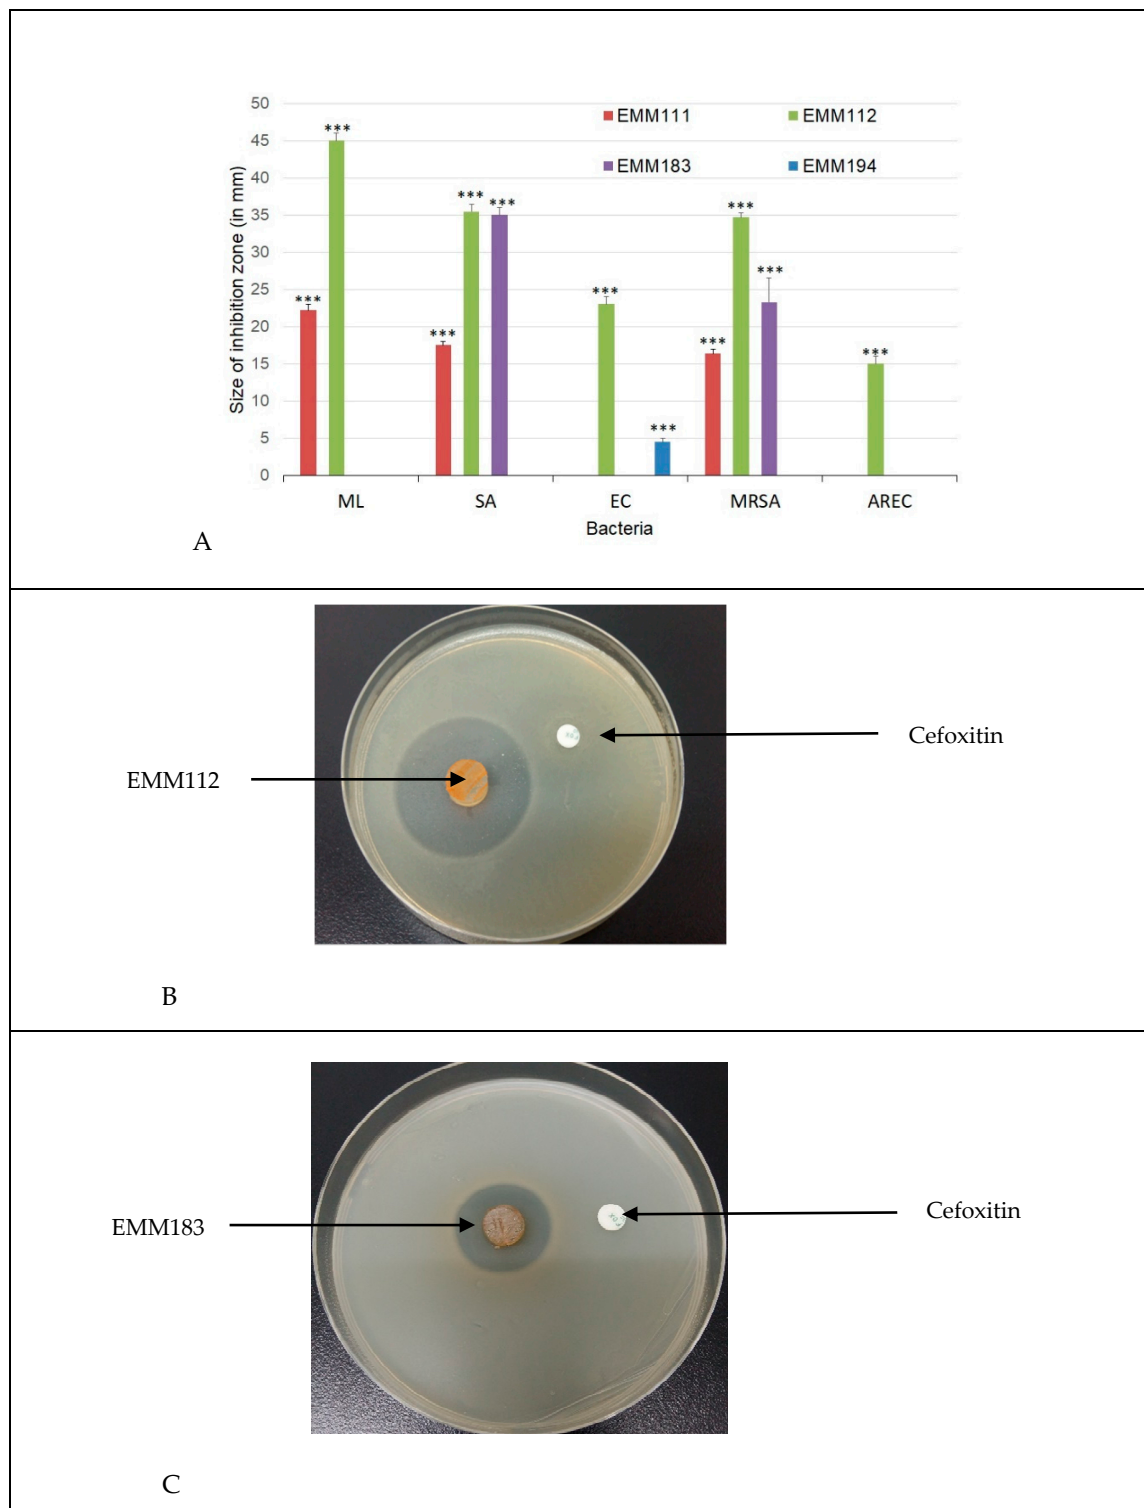 50
45
40
35
30
25
20
15
10
5
0
Size of inhibition zone (in mm)
EMM111
EMM112
EMM183
EMM194
***
***
***
***
***
***
***
***
***
***
***
ML
SA
EC
MRSA
AREC
Bacteria
A
EMM112
Cefoxitin
B
EMM183
Cefoxitin
C